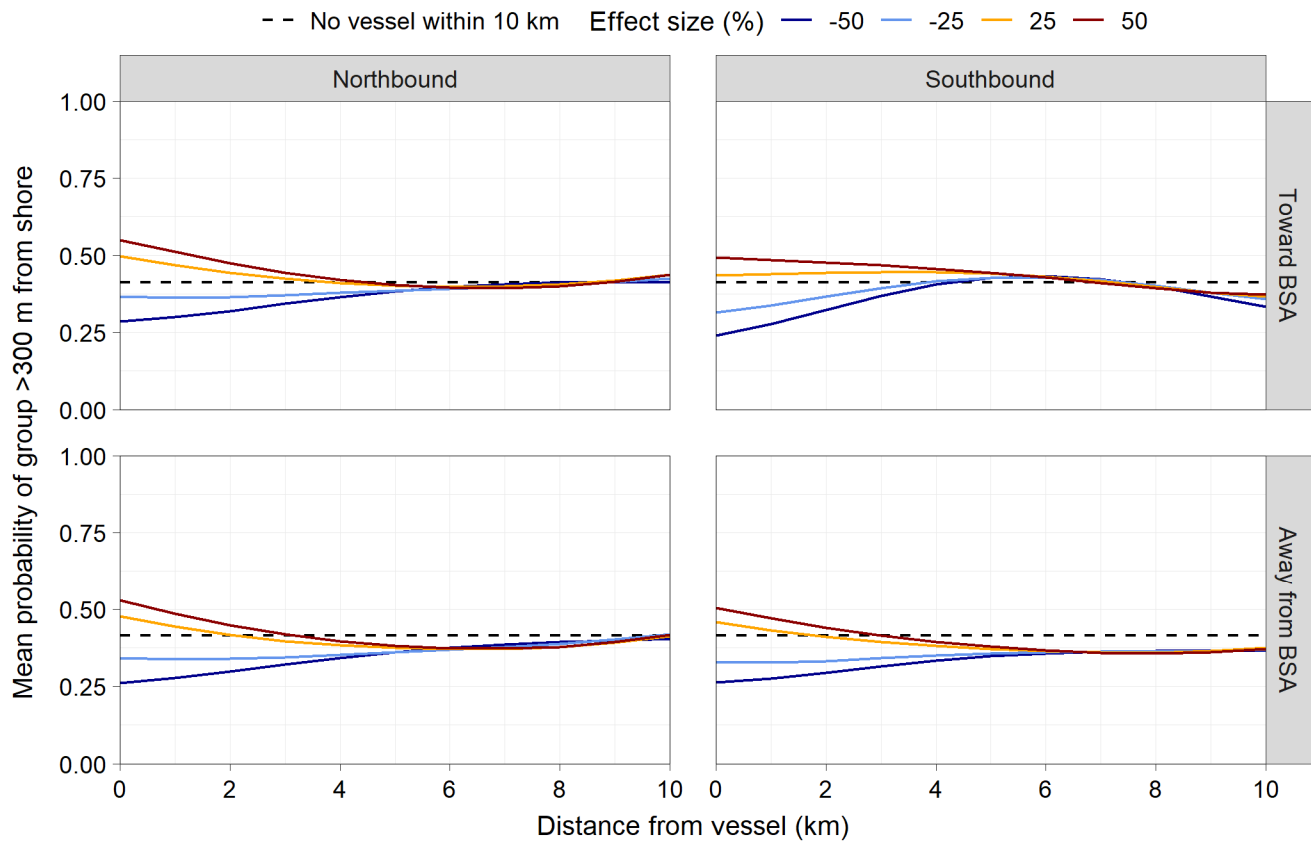 No vessel within 10 km Effect size (%) -50 -25 25 50
Northbound Southbound
Mean probability of group >300 m from shore
1.00
0.75
0.50
0.25
0.00
Toward BSA
1.00
0.75
0.50
0.25
0.00
Away from BSA
0 2 4 6 8 10 0 2 4 6 8 10
Distance from vessel (km)